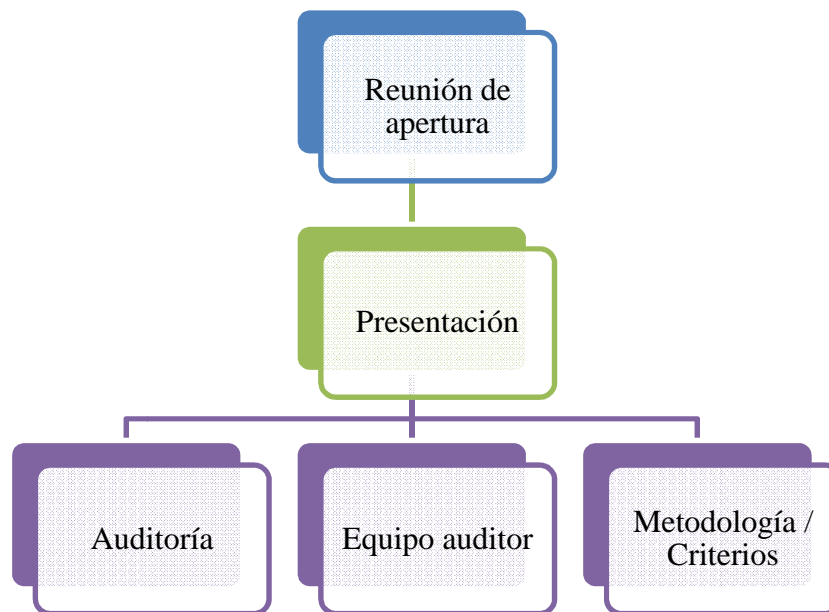 Reunión de
apertura
Presentación
Auditoría
Equipo auditor
Metodología /
Criterios